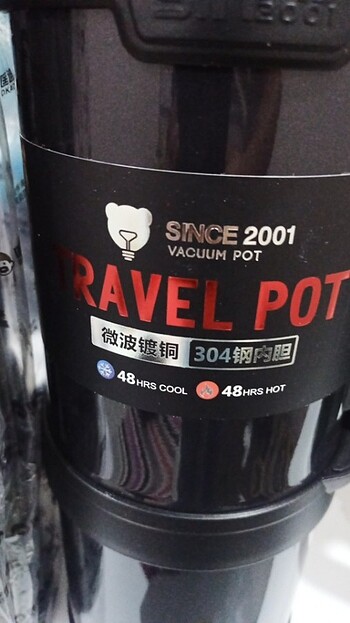 SINCE 2001
VACUUM POT
TRAVEL POT
微波镀铜 304钢内胆
48HRS COOL 48HRS HOT